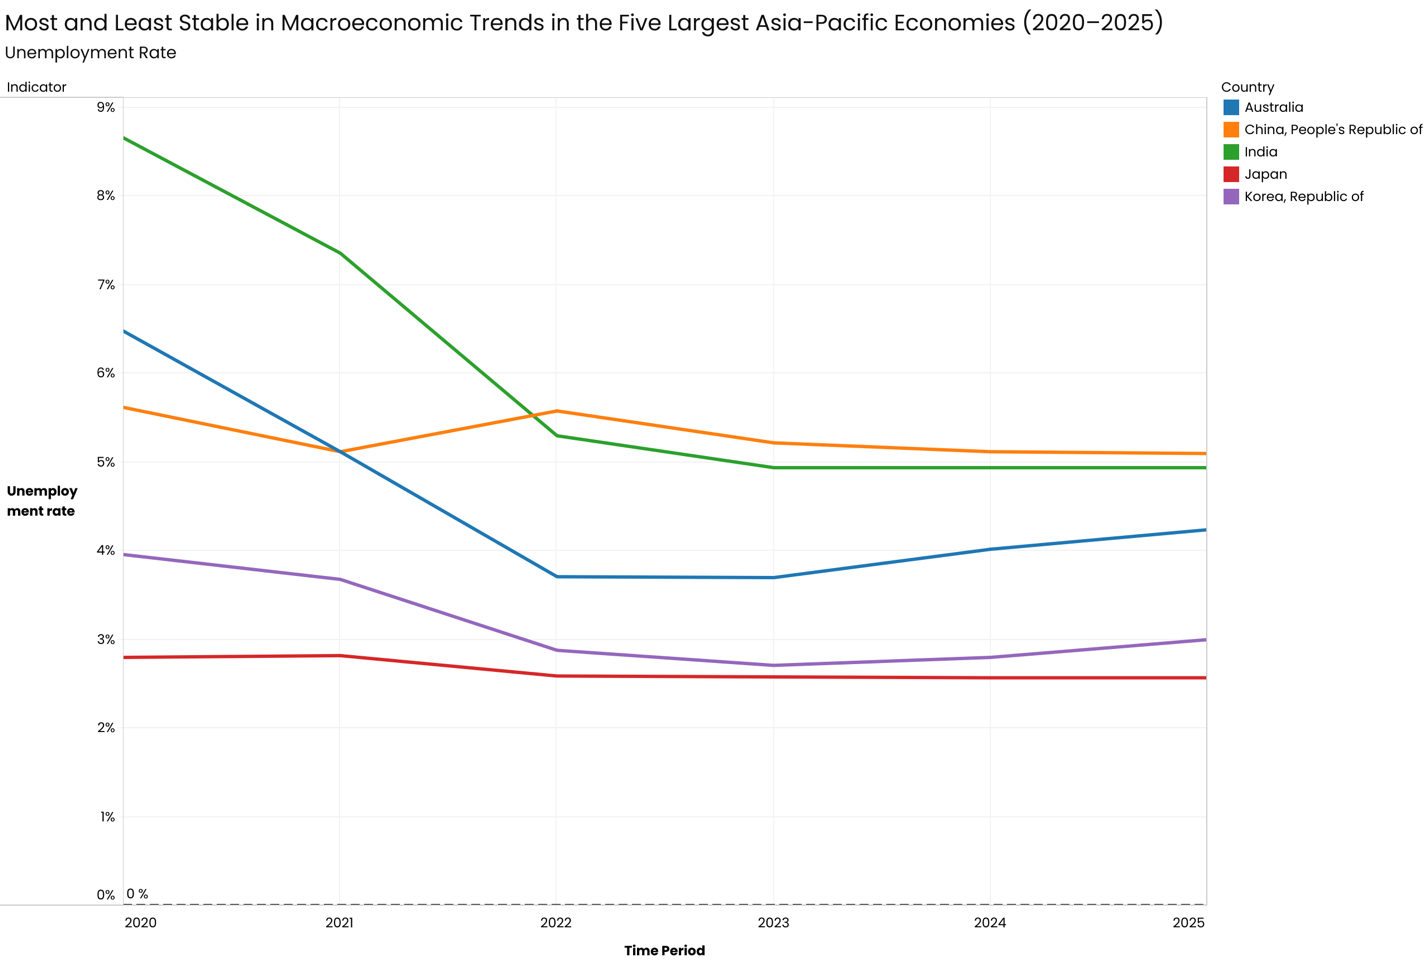 Most and Least Stable in Macroeconomic Trends in the Five Largest Asia-Pacific Economies (2020–2025)
Unemployment Rate
Indicator
Country
9%
Australia
China, People's Republic of
India
Japan
Korea, Republic of
8%
7%
6%
5%
Unemploy
ment rate
4%
3%
2%
1%
0%
0 %
2020
2021
2022
2023
2024
2025
Time Period